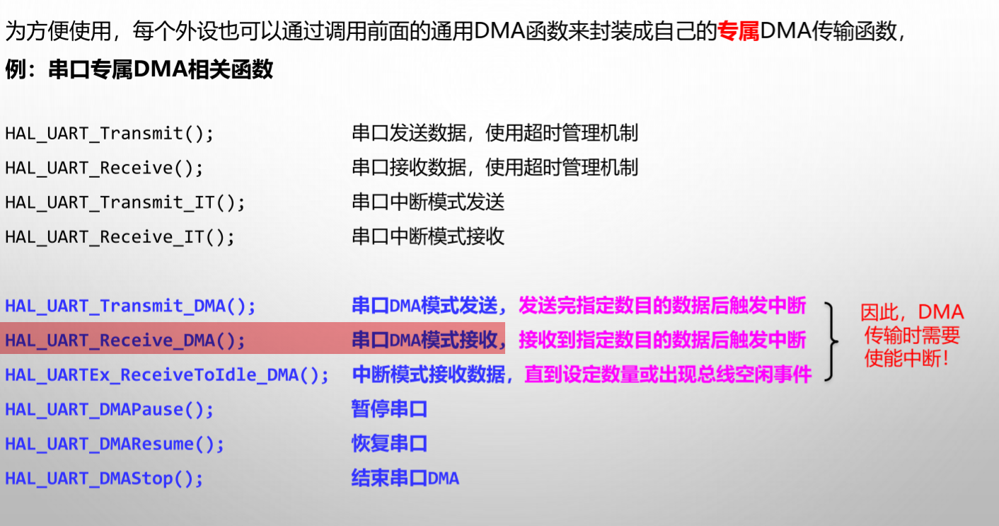 为方便使用，每个外设也可以通过调用前面的通用DMA函数来封装成自己的专属DMA传输函数，
例：串口专属DMA相关函数
HAL_UART_Transmit(); 串口发送数据，使用超时管理机制
HAL_UART_Receive(); 串口接收数据，使用超时管理机制
HAL_UART_Transmit_IT(); 串口中断模式发送
HAL_UART_Receive_IT(); 串口中断模式接收
HAL_UART_Transmit_DMA(); 串口DMA模式发送，发送完指定数目的数据后触发中断
HAL_UART_Receive_DMA(); 串口DMA模式接收，接收到指定数目的数据后触发中断
HAL_UARTEx_ReceiveToIdle_DMA(); 中断模式接收数据，直到设定数量或出现总线空闲事件
HAL_UART_DMAPause(); 暂停串口
HAL_UART_DMAResume(); 恢复串口
HAL_UART_DMAStop(); 结束串口DMA
因此，DMA
传输时需要
使能中断！